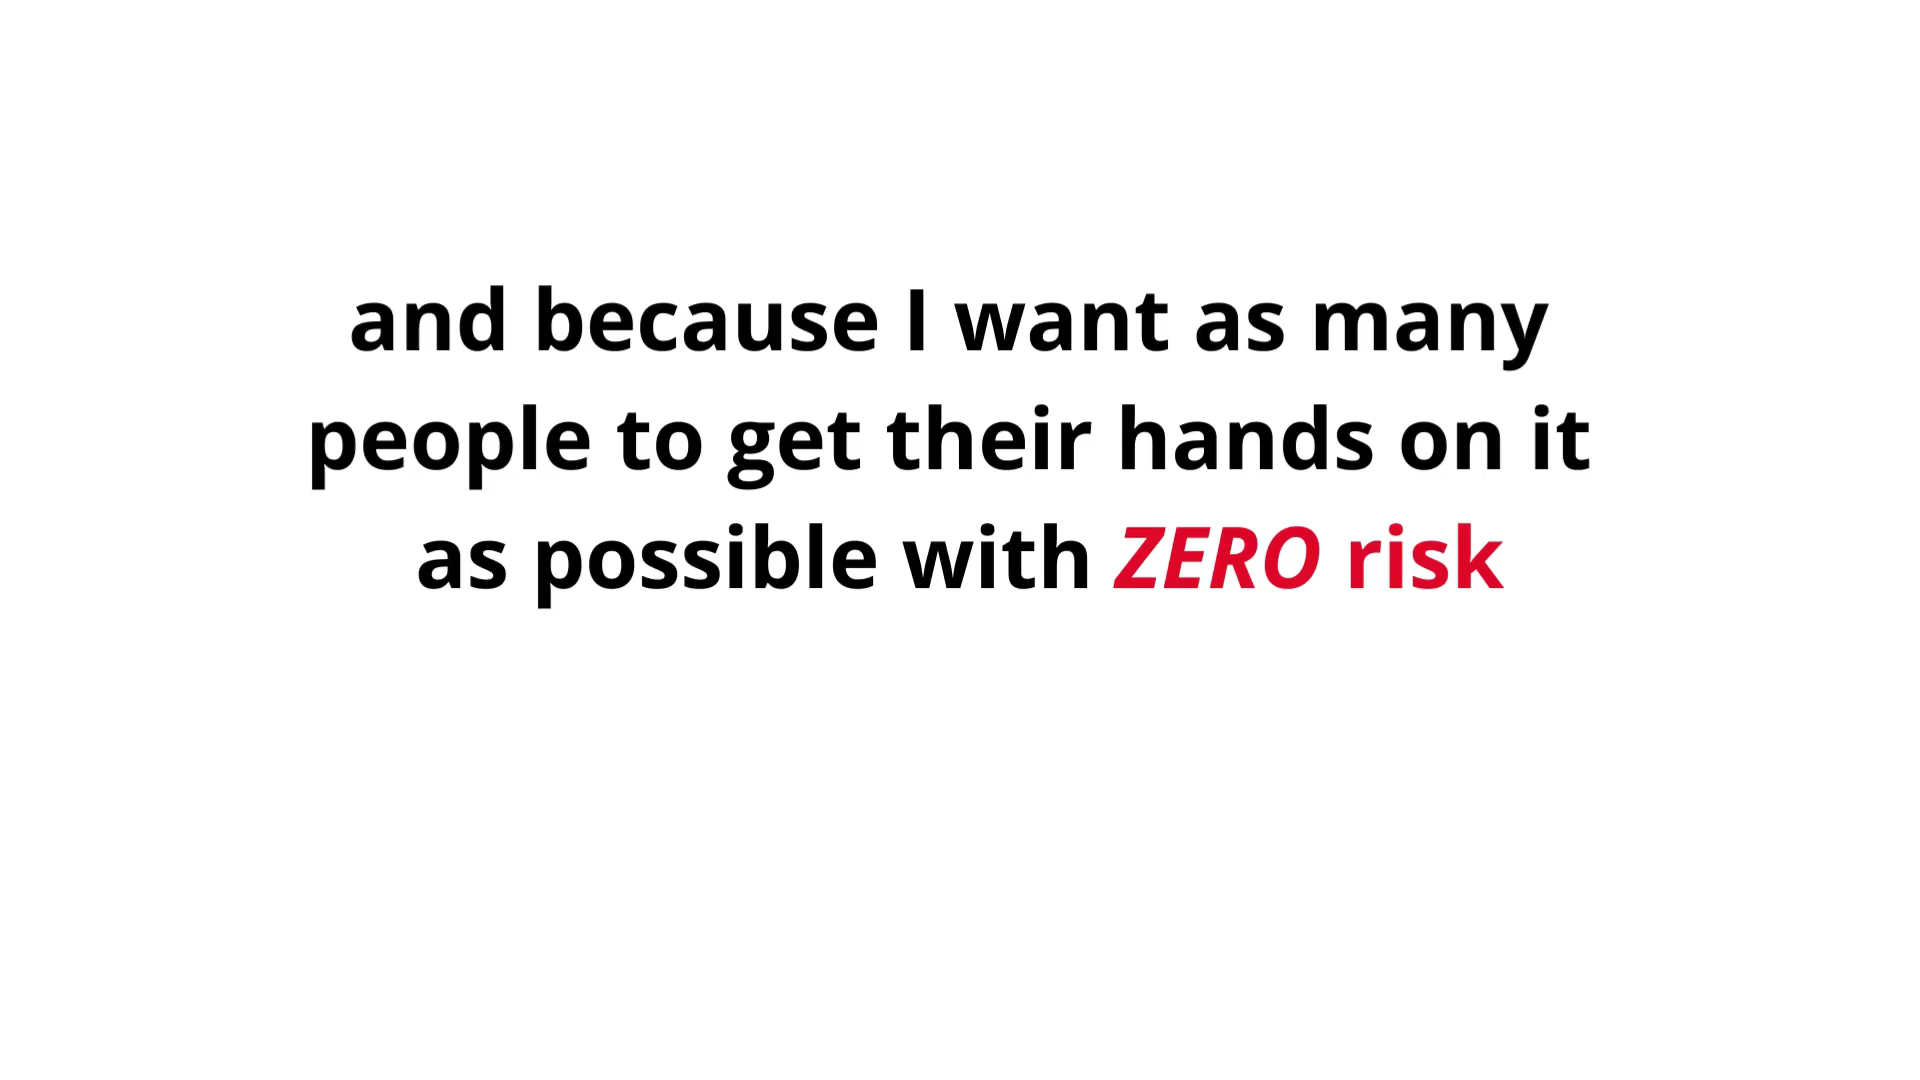 and because I want as many
people to get their hands on it
as possible with ZERO risk